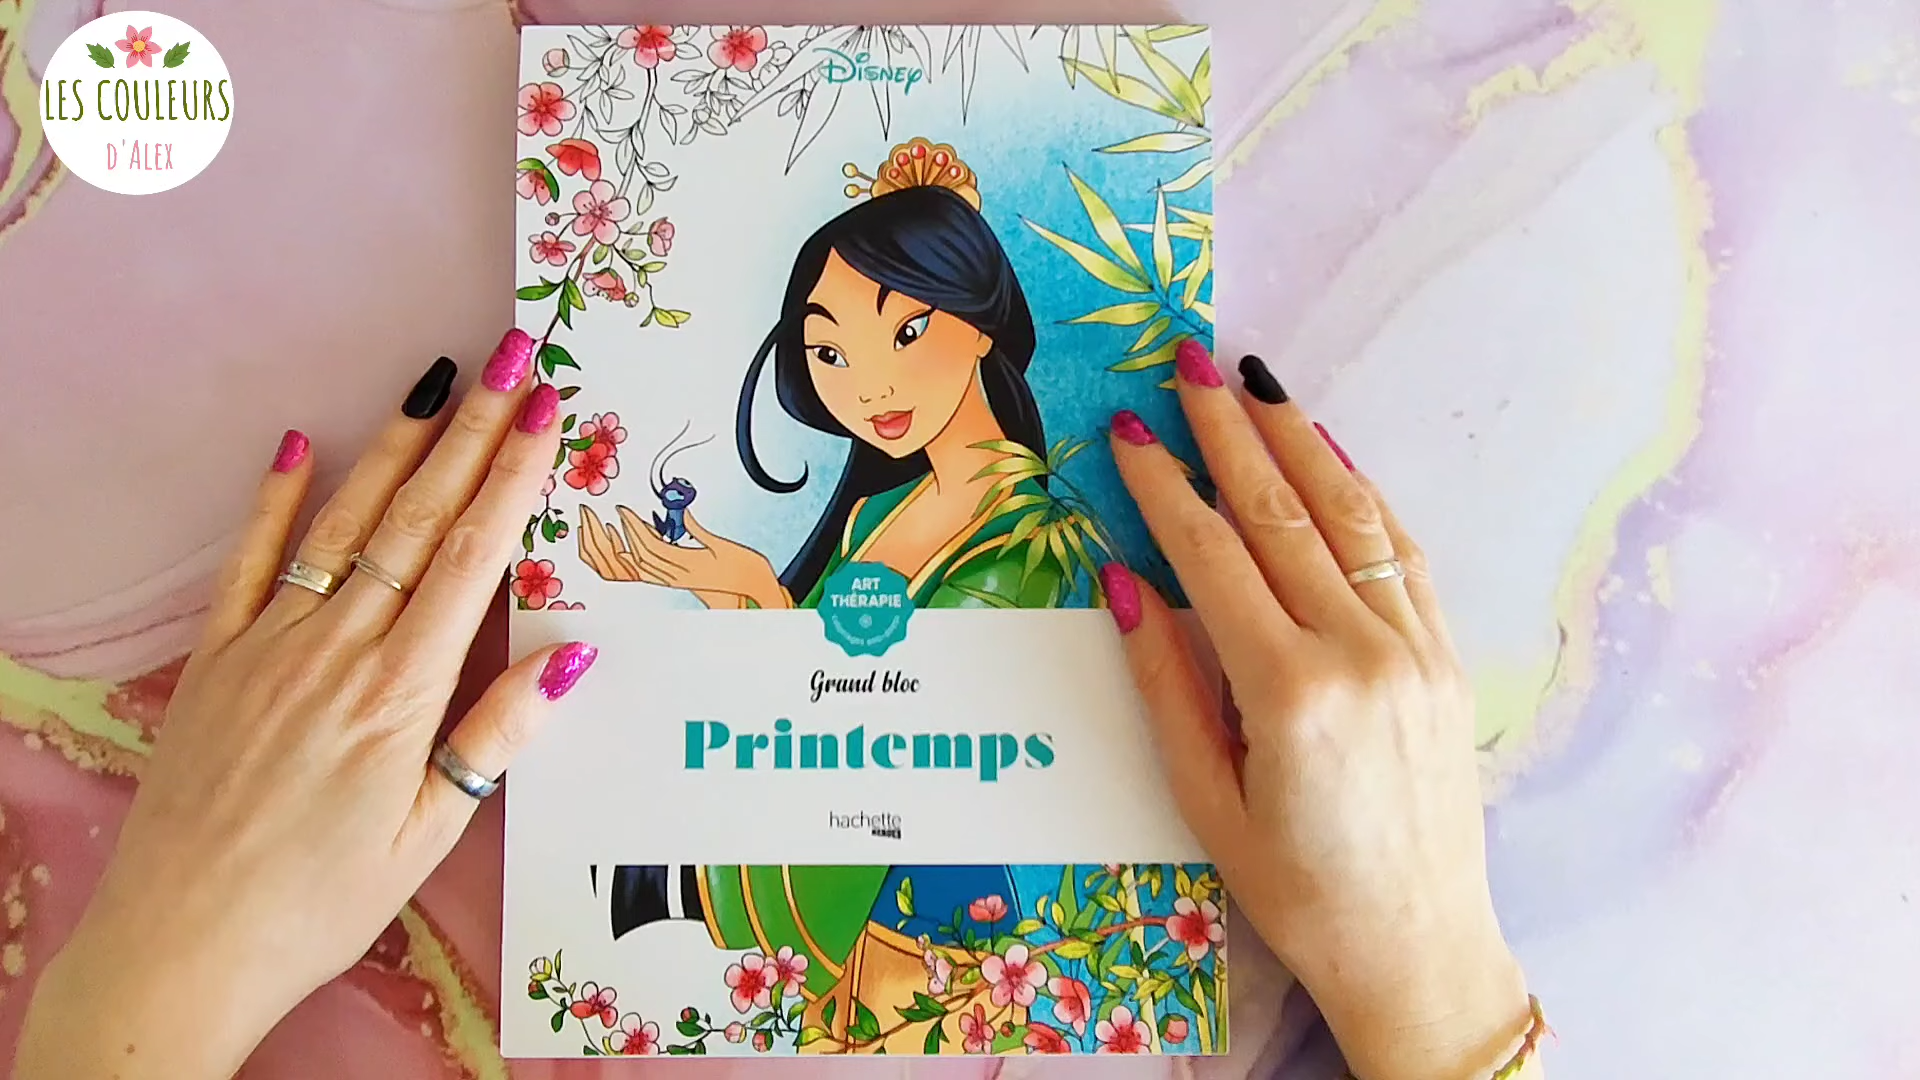 LES COULEURS
d'ALEX
DISNEY
ART
THÉRAPIE
Grand bloc
Printemps
hachette